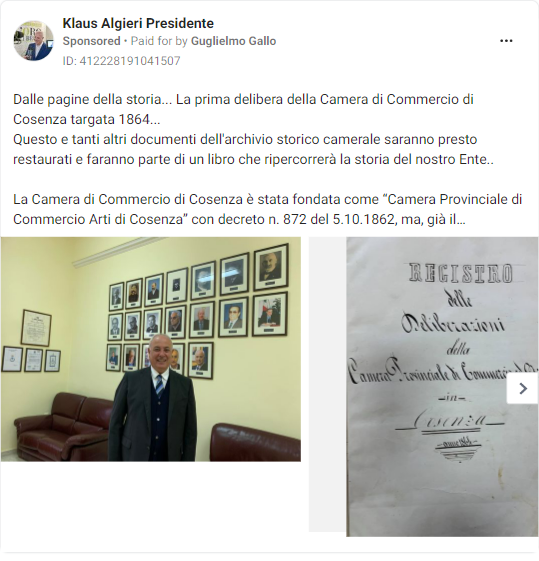 Klaus Algieri Presidente
Sponsored • Paid for by Guglielmo Gallo
ID: 412228191041507
Dalle pagine della storia... La prima delibera della Camera di Commercio di
Cosenza targata 1864...
Questo e tanti altri documenti dell'archivio storico camerale saranno presto
restaurati e faranno parte di un libro che ripercorrerà la storia del nostro Ente..
La Camera di Commercio di Cosenza è stata fondata come “Camera Provinciale di
Commercio Arti di Cosenza” con decreto n. 872 del 5.10.1862, ma, già il...
REGISTRO
delle
Deliberazioni
della
Camera Provinciale di Commercio
in
Cosenza